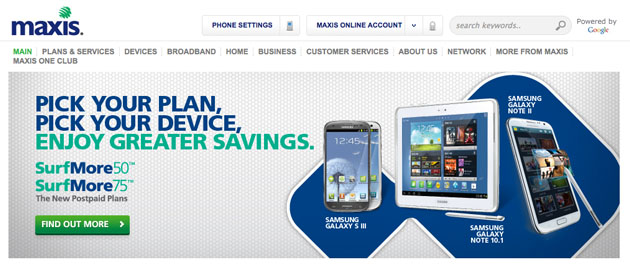 maxis.
PHONE SETTINGS
MAXIS ONLINE ACCOUNT
search keywords..
Powered by
Google
MAIN | PLANS & SERVICES | DEVICES | BROADBAND | HOME | BUSINESS | CUSTOMER SERVICES | ABOUT US | NETWORK | MORE FROM MAXIS
MAXIS ONE CLUB
PICK YOUR PLAN,
PICK YOUR DEVICE,
ENJOY GREATER SAVINGS.
SurfMore50™
SurfMore75™
The New Postpaid Plans
FIND OUT MORE
SAMSUNG
GALAXY S III
SAMSUNG
GALAXY
NOTE 10.1
SAMSUNG
GALAXY
NOTE II
12:45
SAMSUNG